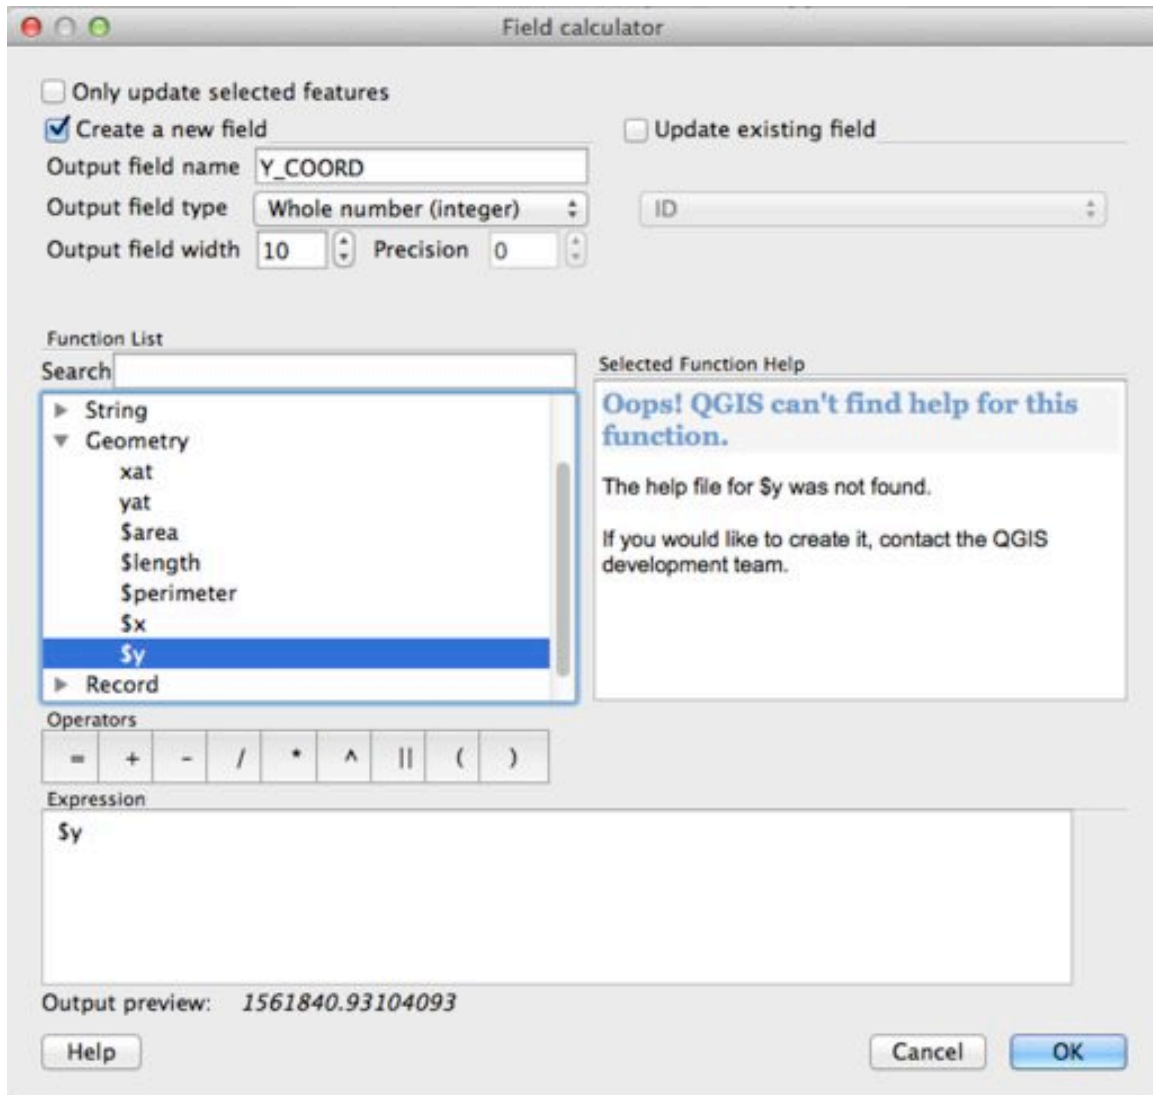 Field calculator
Only update selected features
Create a new field
Update existing field
Output field name Y_COORD
Output field type Whole number (integer) ID
Output field width 10 Precision 0
Function List
Search
Selected Function Help
String
Geometry
xat
yat
$area
$length
$perimeter
$x
$y
Record
Oops! QGIS can't find help for this
function.
The help file for $y was not found.
If you would like to create it, contact the QGIS
development team.
Operators
= + - / * ^ || ( )
Expression
$y
Output preview: 1561840.93104093
Help Cancel OK